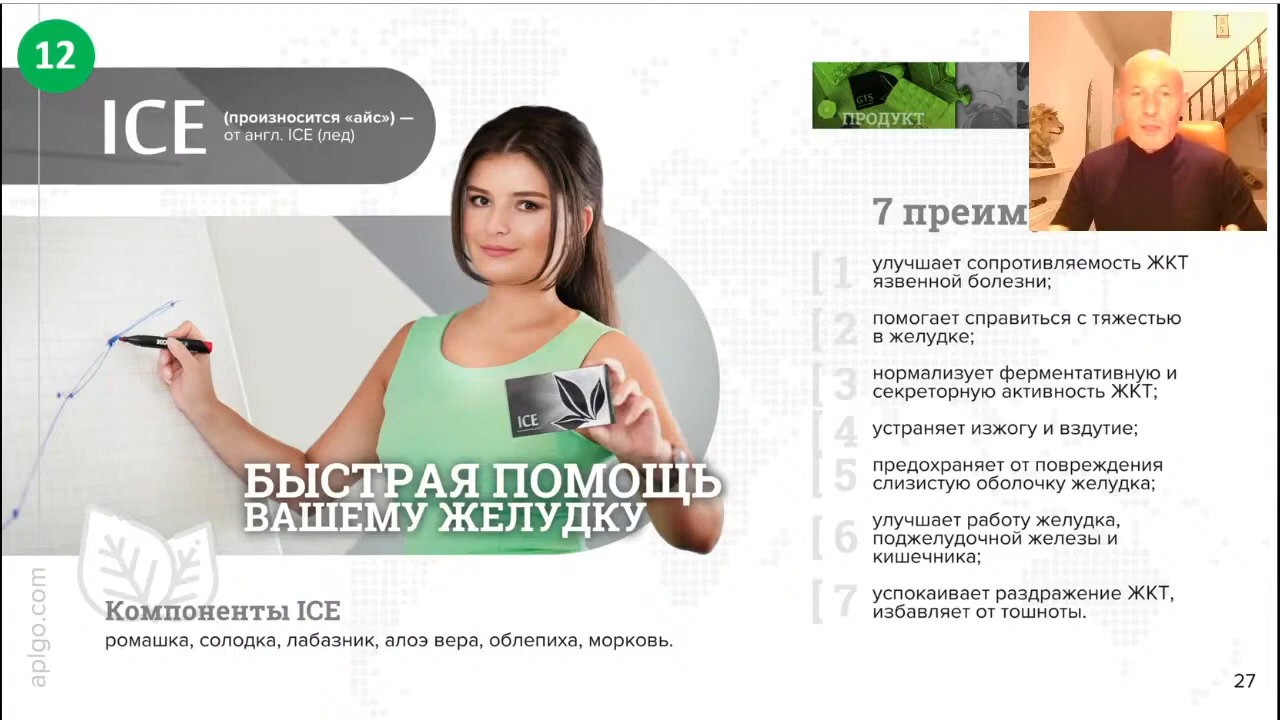 12
ICE
(произносится «айс») —
от англ. ICE (лед)
GTS
ПРОДУКТ
7 преим
[1
улучшает сопротивляемость ЖКТ
язвенной болезни;
[2
помогает справиться с тяжестью
в желудке;
[3
нормализует ферментативную и
секреторную активность ЖКТ;
[4
устраняет изжогу и вздутие;
[5
предохраняет от повреждения
слизистую оболочку желудка;
[6
улучшает работу желудка,
поджелудочной железы и
кишечника;
[7
успокаивает раздражение ЖКТ,
избавляет от тошноты.
ICE
БЫСТРАЯ ПОМОЩЬ
ВАШЕМУ ЖЕЛУДКУ
Компоненты ICE
ромашка, солодка, лабазник, алоэ вера, облепиха, морковь.
aplgo.com
27